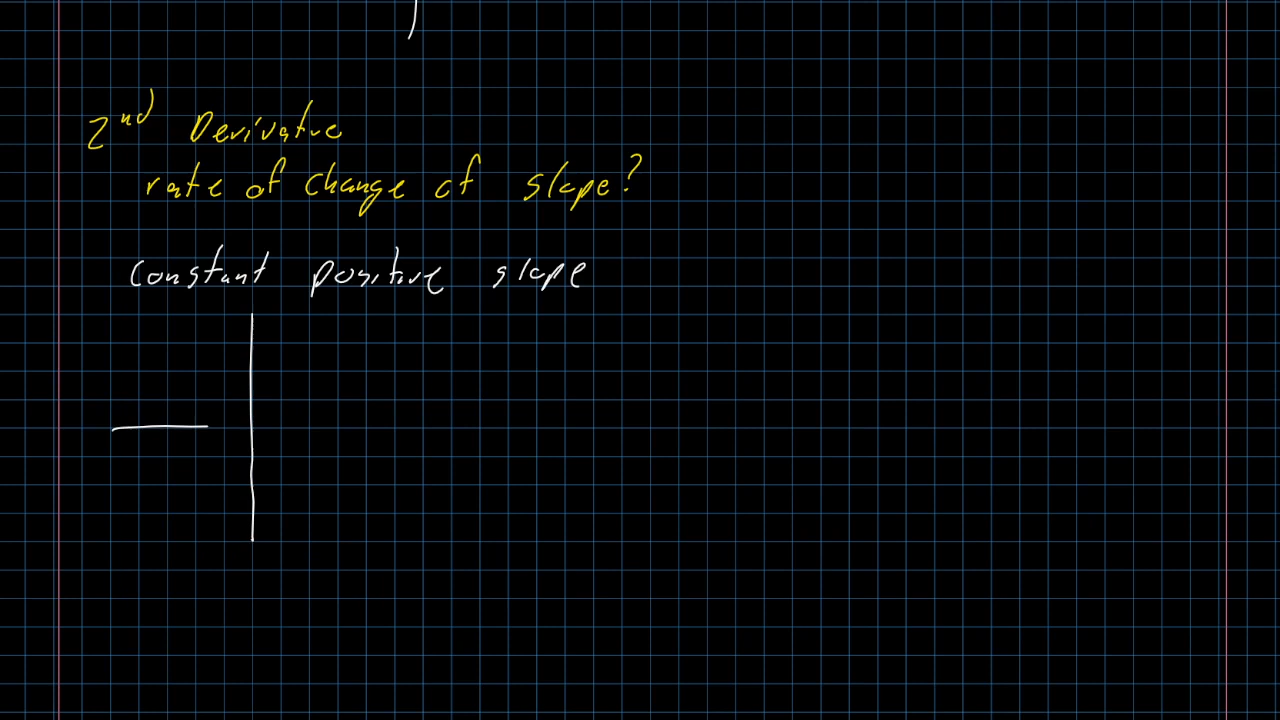 2nd Derivative
rate of change of slope?
constant positive slope